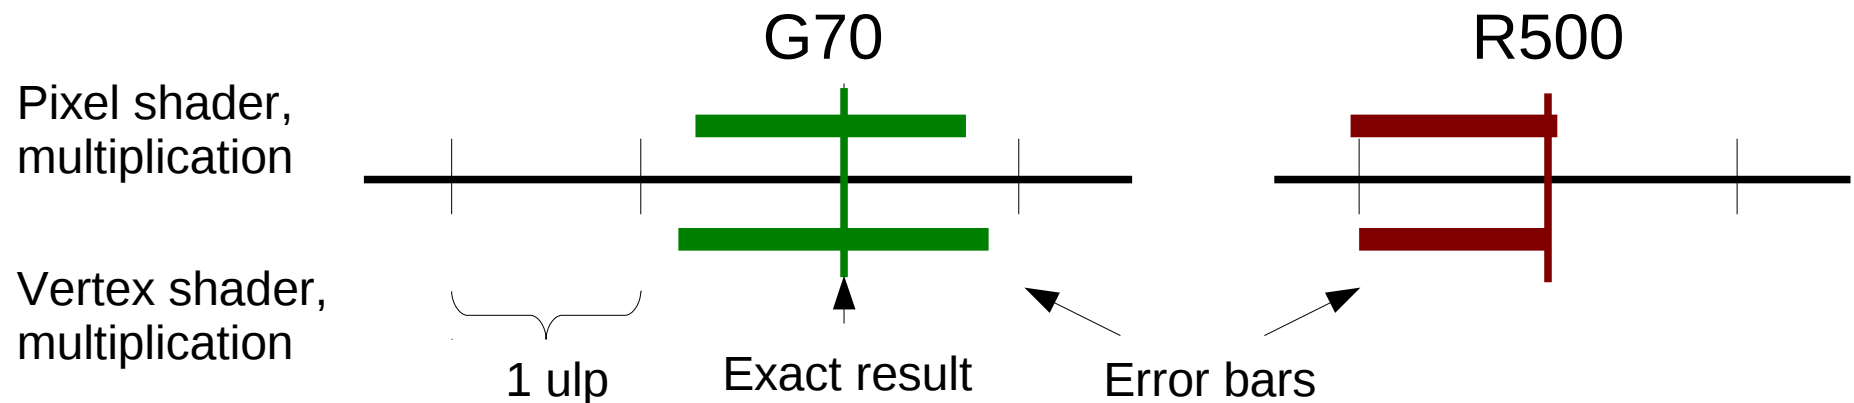 G70
R500
Pixel shader,
multiplication
Vertex shader,
multiplication
1 ulp
Exact result
Error bars